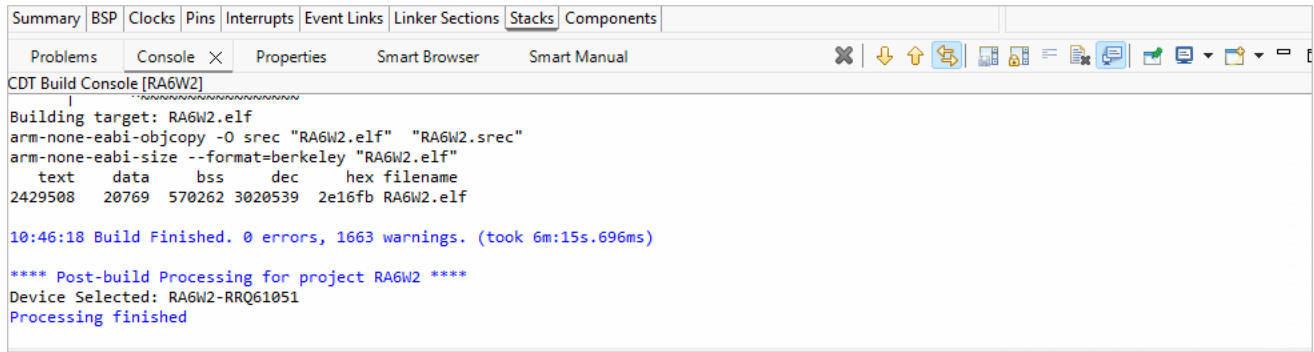 Summary BSP Clocks Pins Interrupts Event Links Linker Sections Stacks Components
Problems Console Properties Smart Browser Smart Manual
CDT Build Console [RA6W2]
| ^~~~~~~~~~~~~~~~~~
Building target: RA6W2.elf
arm-none-eabi-objcopy -O srec "RA6W2.elf"  "RA6W2.srec"
arm-none-eabi-size --format=berkeley "RA6W2.elf"
   text    data     bss     dec     hex filename
2429508   20769  570262 3020539  2e16fb RA6W2.elf
10:46:18 Build Finished. 0 errors, 1663 warnings. (took 6m:15s.696ms)
**** Post-build Processing for project RA6W2 ****
Device Selected: RA6W2-RRQ61051
Processing finished